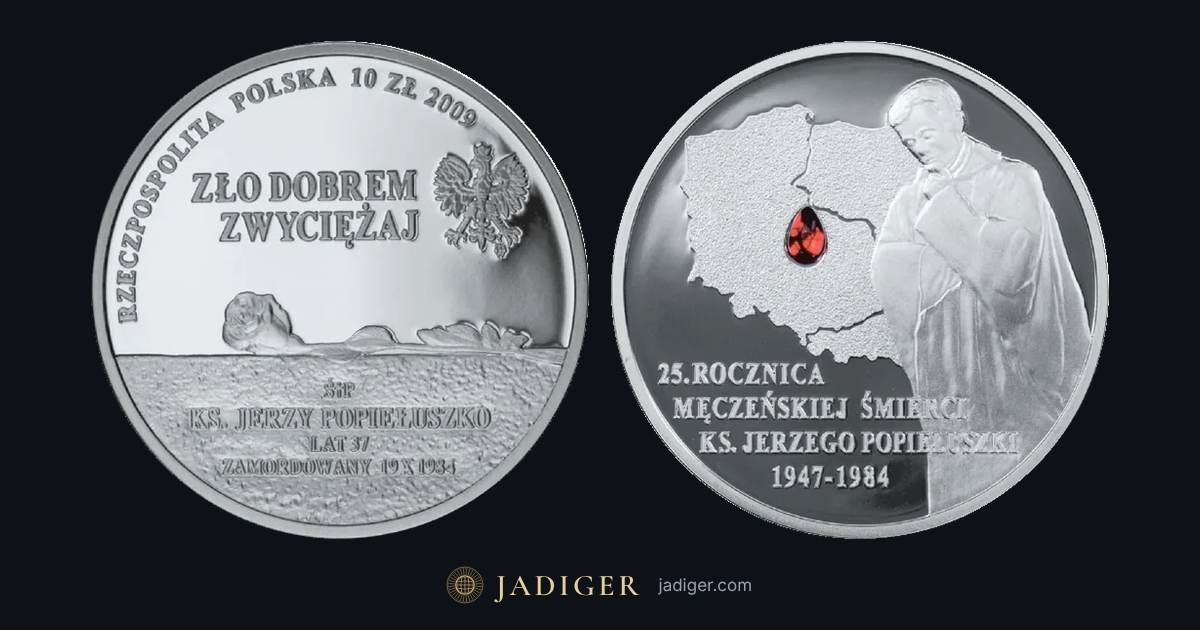 RZECZPOSPOLITA POLSKA 10 ZŁ 2009
ZŁO DOBREM
ZWYCIĘŻAJ
ŚP
KS. JERZY POPIEŁUSZKO
LAT 37
ZAMORDOWANY 19 X 1984
25. ROCZNICA
MĘCZEŃSKIEJ ŚMIERCI
KS. JERZEGO POPIEŁUSZKI
1947-1984
JADIGER jadiger.com